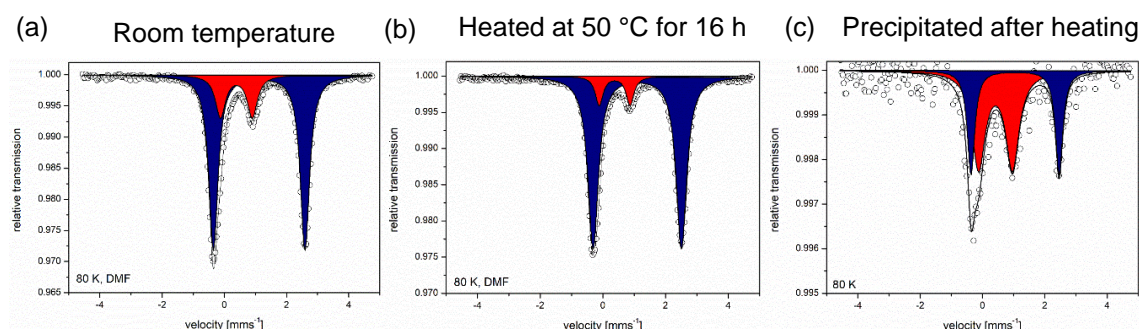 (a) Room temperature
(b) Heated at 50 °C for 16 h
(c) Precipitated after heating
1.000
0.995
0.990
0.985
0.980
0.975
0.970
0.965
relative transmission
80 K, DMF
-4 -2 0 2 4
velocity [mms⁻¹]
1.000
0.995
0.990
0.985
0.980
0.975
0.970
relative transmission
80 K, DMF
-4 -2 0 2 4
velocity [mms⁻¹]
1.000
0.999
0.998
0.997
0.996
0.995
relative transmission
80 K
-4 -2 0 2 4
velocity [mms⁻¹]